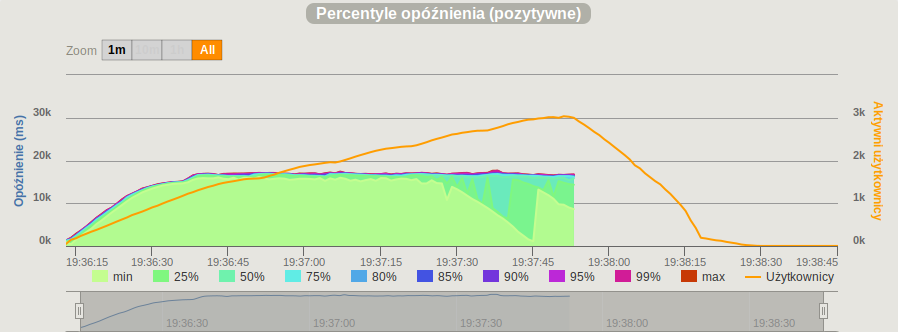 Percentyle opóźnienia (pozytywne)
Zoom 1m 10m 1h All
Opóźnienie (ms)
30k
20k
10k
0k
3k
2k
1k
0k
Aktywni użytkownicy
19:36:15 19:36:30 19:36:45 19:37:00 19:37:15 19:37:30 19:37:45 19:38:00 19:38:15 19:38:30 19:38:45
min 25% 50% 75% 80% 85% 90% 95% 99% max Użytkownicy
19:36:30 19:37:00 19:37:30 19:38:00 19:38:30